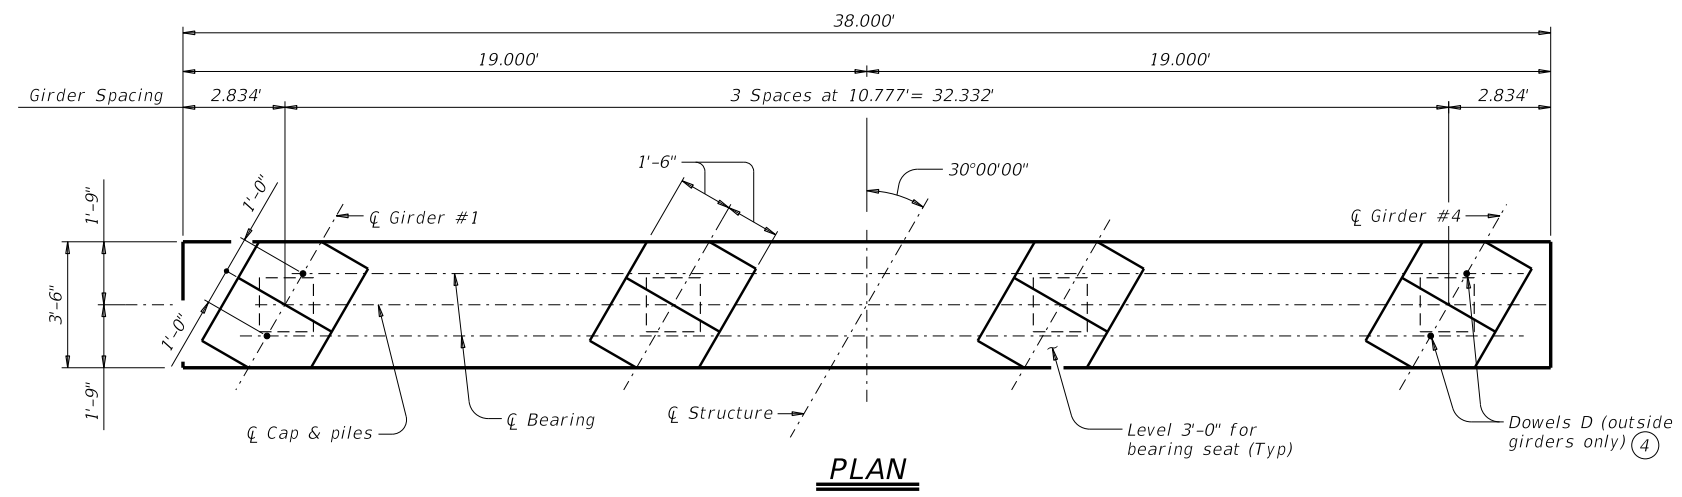 38.000'
19.000'
19.000'
Girder Spacing
2.834'
3 Spaces at 10.777'= 32.332'
2.834'
1'-6"
30°00'00"
1'-0"
1'-9"
℄ Girder #1
℄ Girder #4
3'-6"
1'-0"
1'-9"
℄ Cap & piles
℄ Bearing
℄ Structure
Level 3'-0" for
bearing seat (Typ)
Dowels D (outside
girders only) 4
PLAN